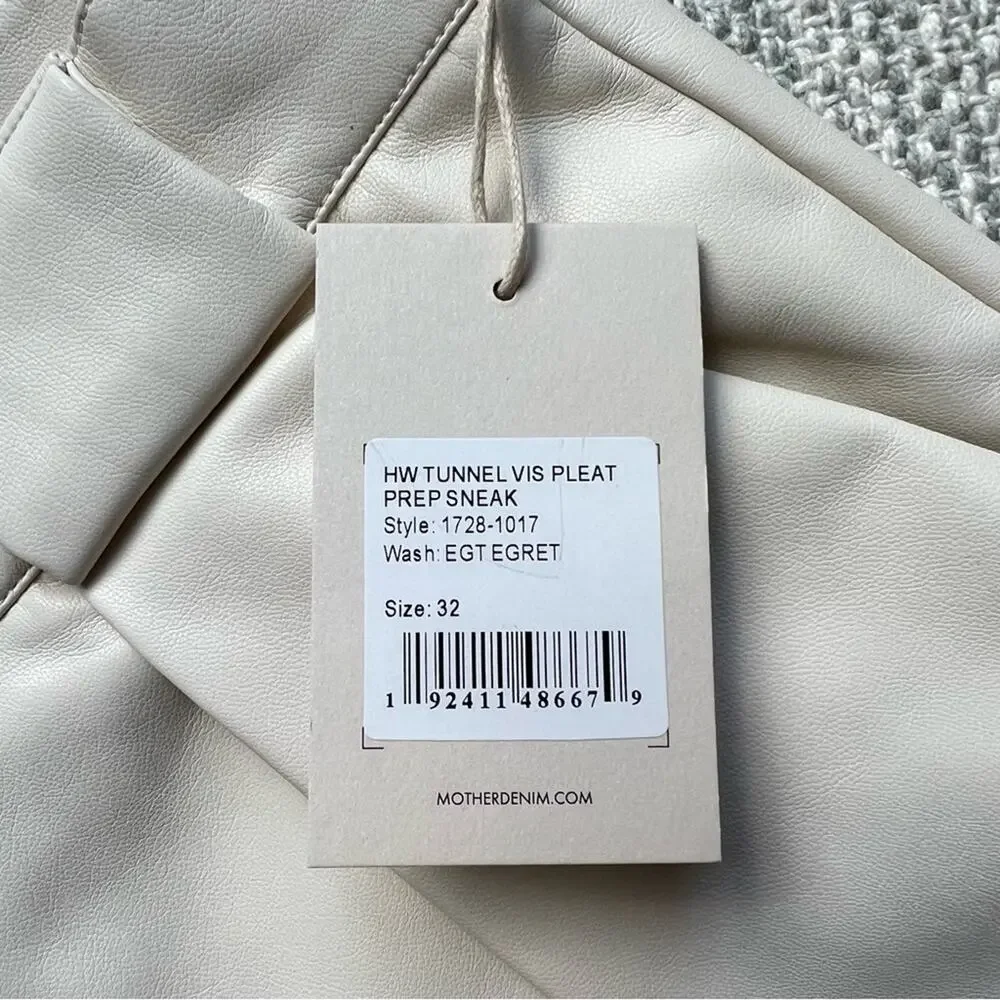 HW TUNNEL VIS PLEAT
PREP SNEAK
Style: 1728-1017
Wash: EGT EGRET
Size: 32
1 92411 48667 9
MOTHERDENIM.COM